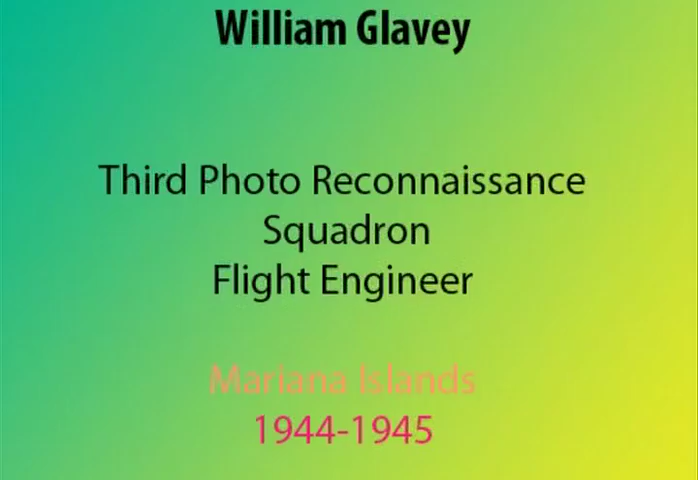 William Glavey
Third Photo Reconnaissance
Squadron
Flight Engineer
Mariana Islands
1944-1945